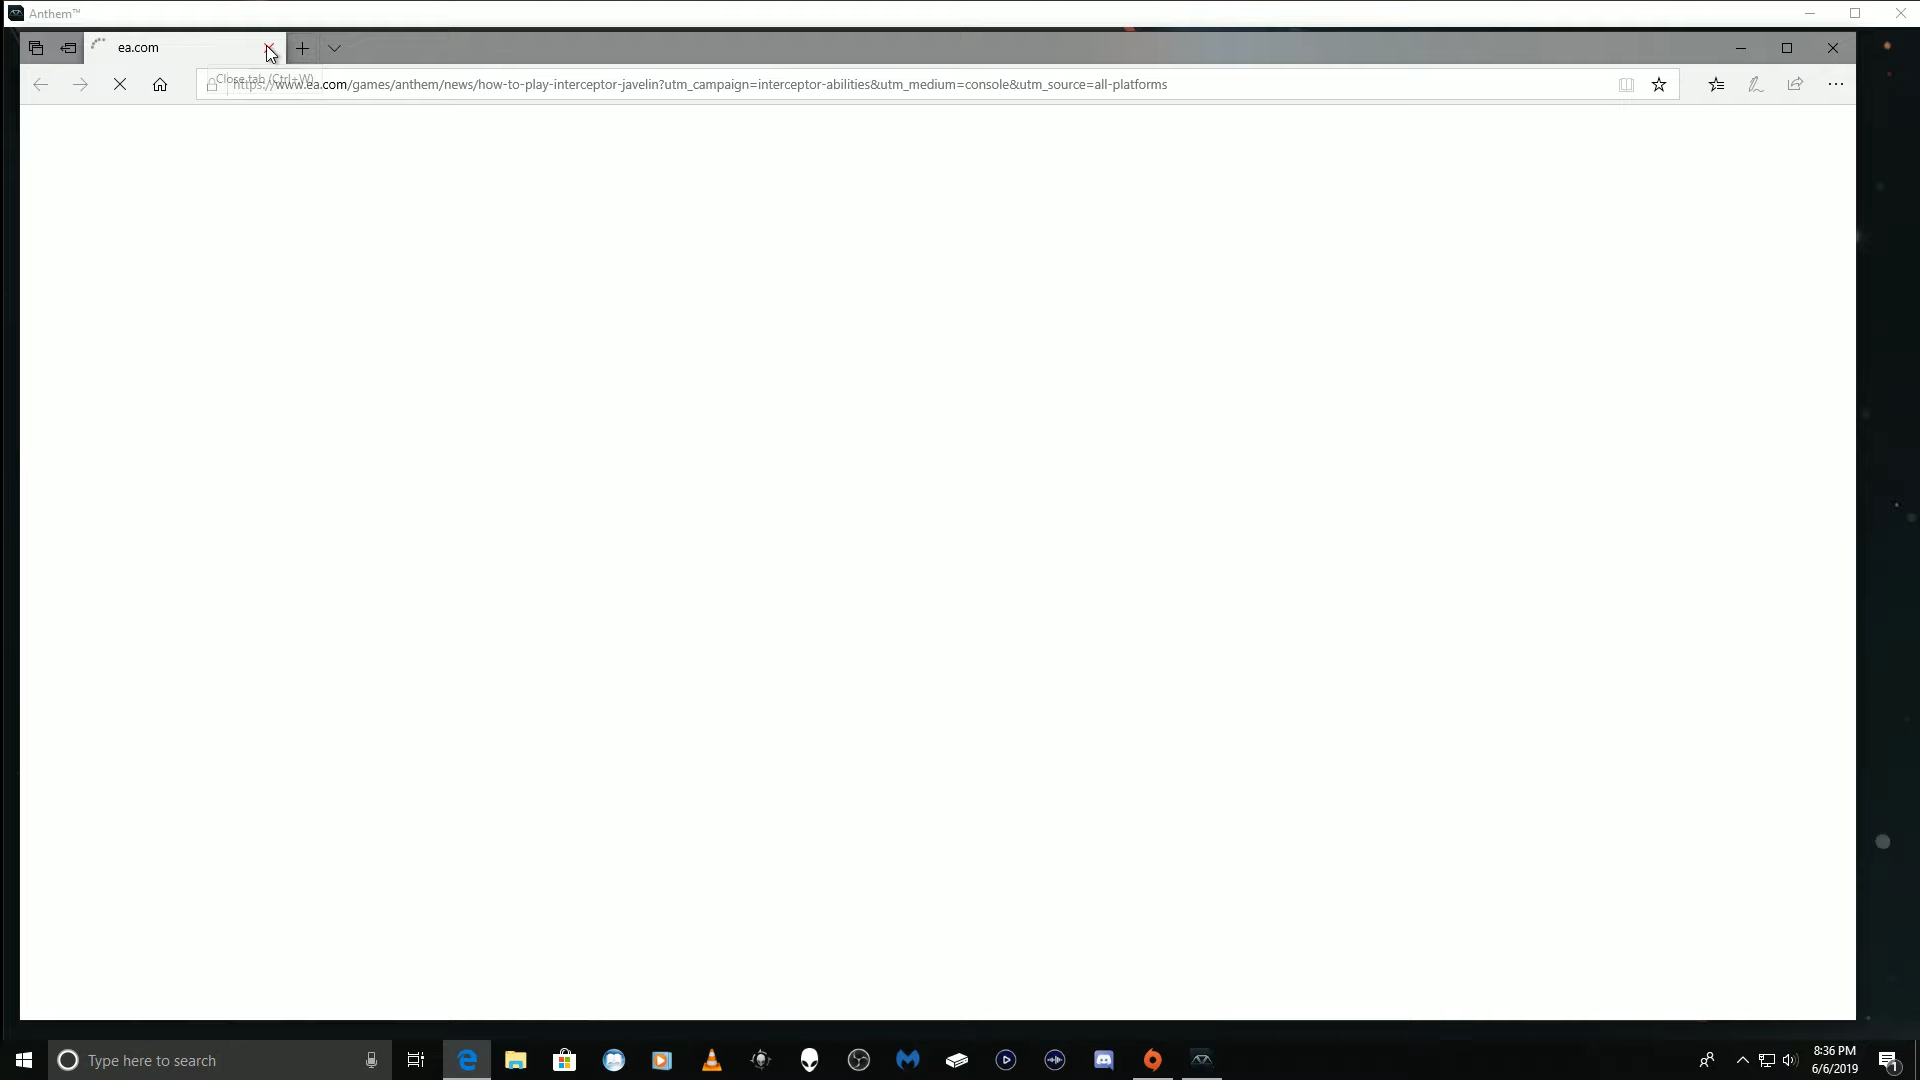 Anthem™
ea.com
Close tab (Ctrl+W)
https://www.ea.com/games/anthem/news/how-to-play-interceptor-javelin?utm_campaign=interceptor-abilities&utm_medium=console&utm_source=all-platforms
Type here to search
8:36 PM
6/6/2019
1